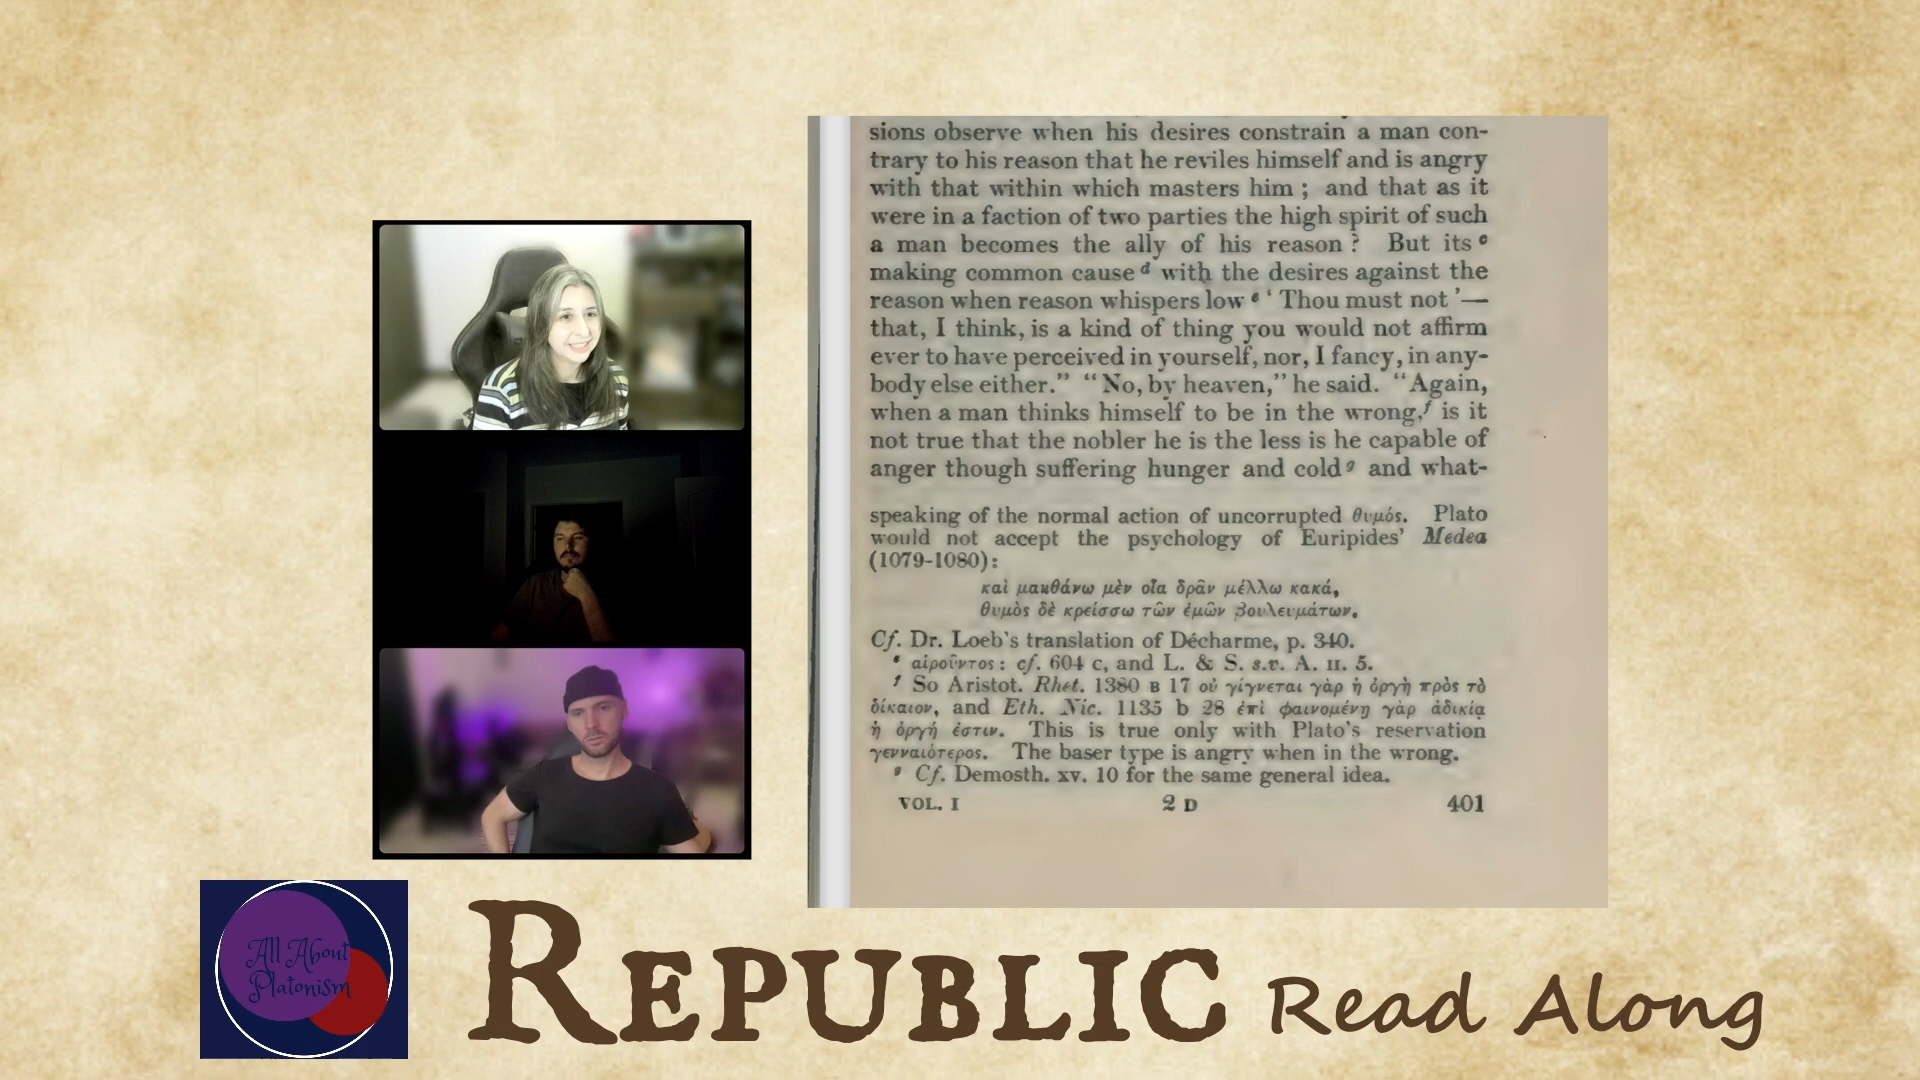 sions observe when his desires constrain a man con-
trary to his reason that he reviles himself and is angry
with that within which masters him ; and that as it
were in a faction of two parties the high spirit of such
a man becomes the ally of his reason ? But its c
making common cause d with the desires against the
reason when reason whispers low e ‘ Thou must not ’—
that, I think, is a kind of thing you would not affirm
ever to have perceived in yourself, nor, I fancy, in any-
body else either.” “No, by heaven,” he said. “Again,
when a man thinks himself to be in the wrong,f is it
not true that the nobler he is the less is he capable of
anger though suffering hunger and cold g and what-
speaking of the normal action of uncorrupted θυμός. Plato
would not accept the psychology of Euripides’ Medea
(1079-1080):
καὶ μανθάνω μὲν οἷα δρᾶν μέλλω κακά,
θυμὸς δὲ κρείσσω τῶν ἐμῶν βουλευμάτων.
Cf. Dr. Loeb’s translation of Décharme, p. 340.
e αἱροῦντος : cf. 604 c, and L. & S. s.v. A. II. 5.
f So Aristot. Rhet. 1380 B 17 οὐ γίγνεται γὰρ ἡ ὀργὴ πρὸς τὸ
δίκαιον, and Eth. Nic. 1135 b 28 ἐπὶ φαινομένῃ γὰρ ἀδικίᾳ
ἡ ὀργή ἐστιν. This is true only with Plato’s reservation
γενναιότερος. The baser type is angry when in the wrong.
g Cf. Demosth. xv. 10 for the same general idea.
VOL. I 2 D 401
All About
Platonism
REPUBLIC Read Along